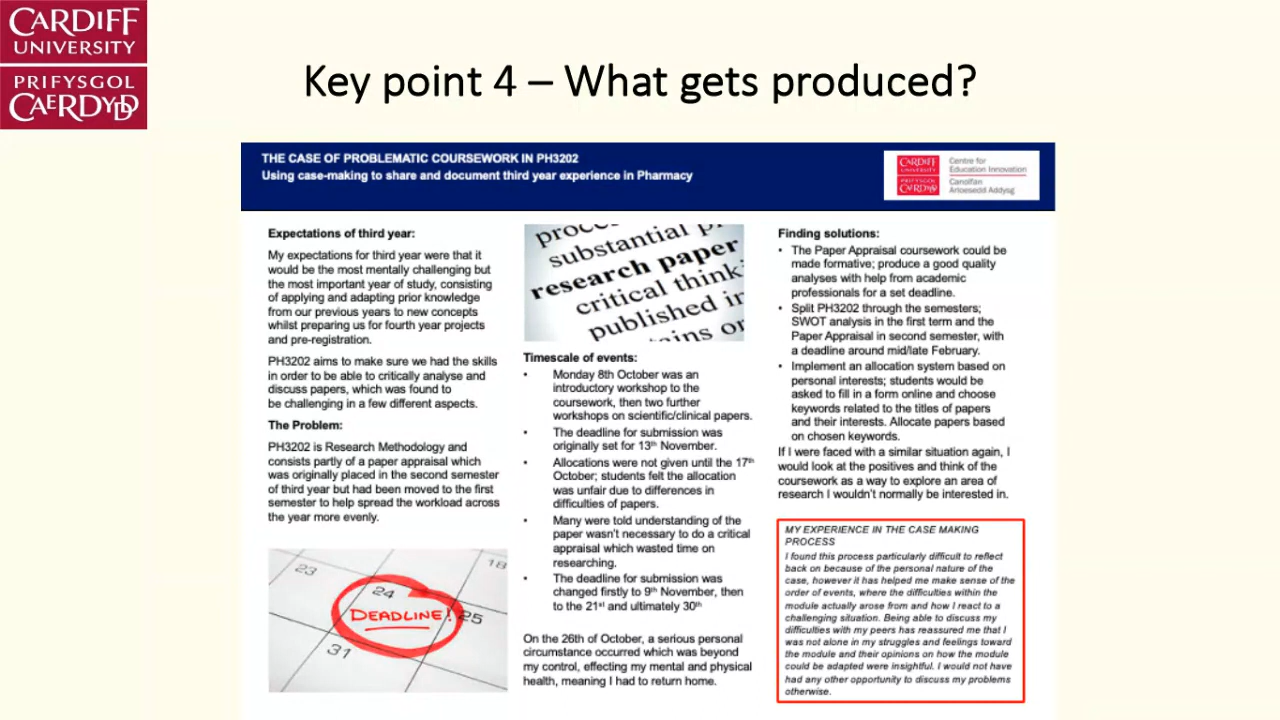 CARDIFF
UNIVERSITY
PRIFYSGOL
CAERDYDD
Key point 4 – What gets produced?
THE CASE OF PROBLEMATIC COURSEWORK IN PH3202
Using case-making to share and document third year experience in Pharmacy
CARDIFF
UNIVERSITY
PRIFYSGOL
CAERDYDD
Centre for
Education Innovation
Canolfan
Arloesedd Addysg
Expectations of third year:
My expectations for third year were that it
would be the most mentally challenging but
the most important year of study, consisting
of applying and adapting prior knowledge
from our previous years to new concepts
whilst preparing us for fourth year projects
and pre-registration.
PH3202 aims to make sure we had the skills
in order to be able to critically analyse and
discuss papers, which was found to
be challenging in a few different aspects.
The Problem:
PH3202 is Research Methodology and
consists partly of a paper appraisal which
was originally placed in the second semester
of third year but had been moved to the first
semester to help spread the workload across
the year more evenly.
23
18
24
DEADLINE!
25
31
substantial
research paper
critical think
published in
Timescale of events:
• Monday 8th October was an
introductory workshop to the
coursework, then two further
workshops on scientific/clinical papers.
• The deadline for submission was
originally set for 13th November.
• Allocations were not given until the 17th
October; students felt the allocation
was unfair due to differences in
difficulties of papers.
• Many were told understanding of the
paper wasn't necessary to do a critical
appraisal which wasted time on
researching.
• The deadline for submission was
changed firstly to 9th November, then
to the 21st and ultimately 30th
On the 26th of October, a serious personal
circumstance occurred which was beyond
my control, effecting my mental and physical
health, meaning I had to return home.
Finding solutions:
• The Paper Appraisal coursework could be
made formative; produce a good quality
analyses with help from academic
professionals for a set deadline.
• Split PH3202 through the semesters;
SWOT analysis in the first term and the
Paper Appraisal in second semester, with
a deadline around mid/late February.
• Implement an allocation system based on
personal interests; students would be
asked to fill in a form online and choose
keywords related to the titles of papers
and their interests. Allocate papers based
on chosen keywords.
If I were faced with a similar situation again, I
would look at the positives and think of the
coursework as a way to explore an area of
research I wouldn't normally be interested in.
MY EXPERIENCE IN THE CASE MAKING
PROCESS
I found this process particularly difficult to reflect
back on because of the personal nature of the
case, however it has helped me make sense of the
order of events, where the difficulties within the
module actually arose from and how I react to a
challenging situation. Being able to discuss my
difficulties with my peers has reassured me that I
was not alone in my struggles and feelings toward
the module and their opinions on how the module
could be adapted were insightful. I would not have
had any other opportunity to discuss my problems
otherwise.